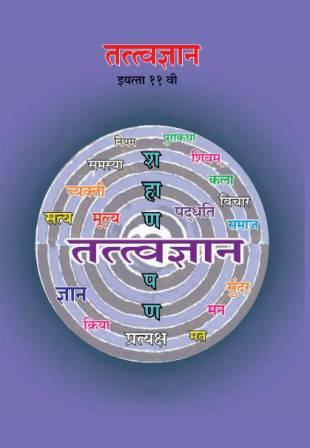 तत्त्वज्ञान
इयत्ता ११ वी
नियम
पुराकथा
समस्या
श
शिवम्
कला
व्यक्ती
हा
विचार
सत्य
मूल्य
ण
पद्धति
समाज
तत्त्वज्ञान
प
ज्ञान
सुंदर
ण
मन
क्रिया
प्रत्यक्ष
मत